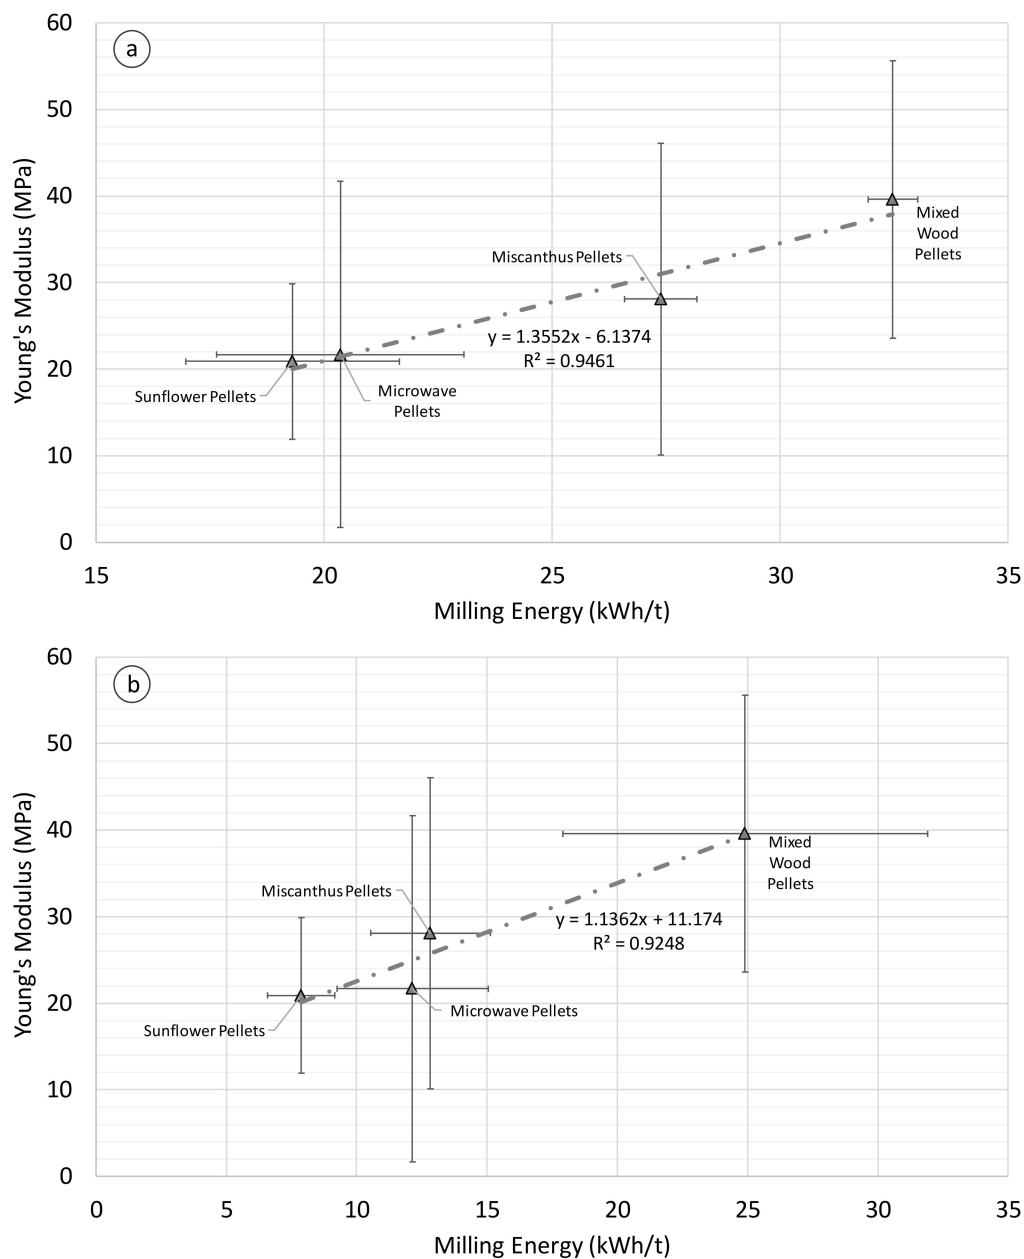 a
60
50
40
30
20
10
0
Young's Modulus (MPa)
Mixed
Wood
Pellets
Miscanthus Pellets
y = 1.3552x - 6.1374
R² = 0.9461
Sunflower Pellets
Microwave
Pellets
15 20 25 30 35
Milling Energy (kWh/t)
b
60
50
40
30
20
10
0
Young's Modulus (MPa)
Mixed
Wood
Pellets
Miscanthus Pellets
y = 1.1362x + 11.174
R² = 0.9248
Microwave Pellets
Sunflower Pellets
0 5 10 15 20 25 30 35
Milling Energy (kWh/t)